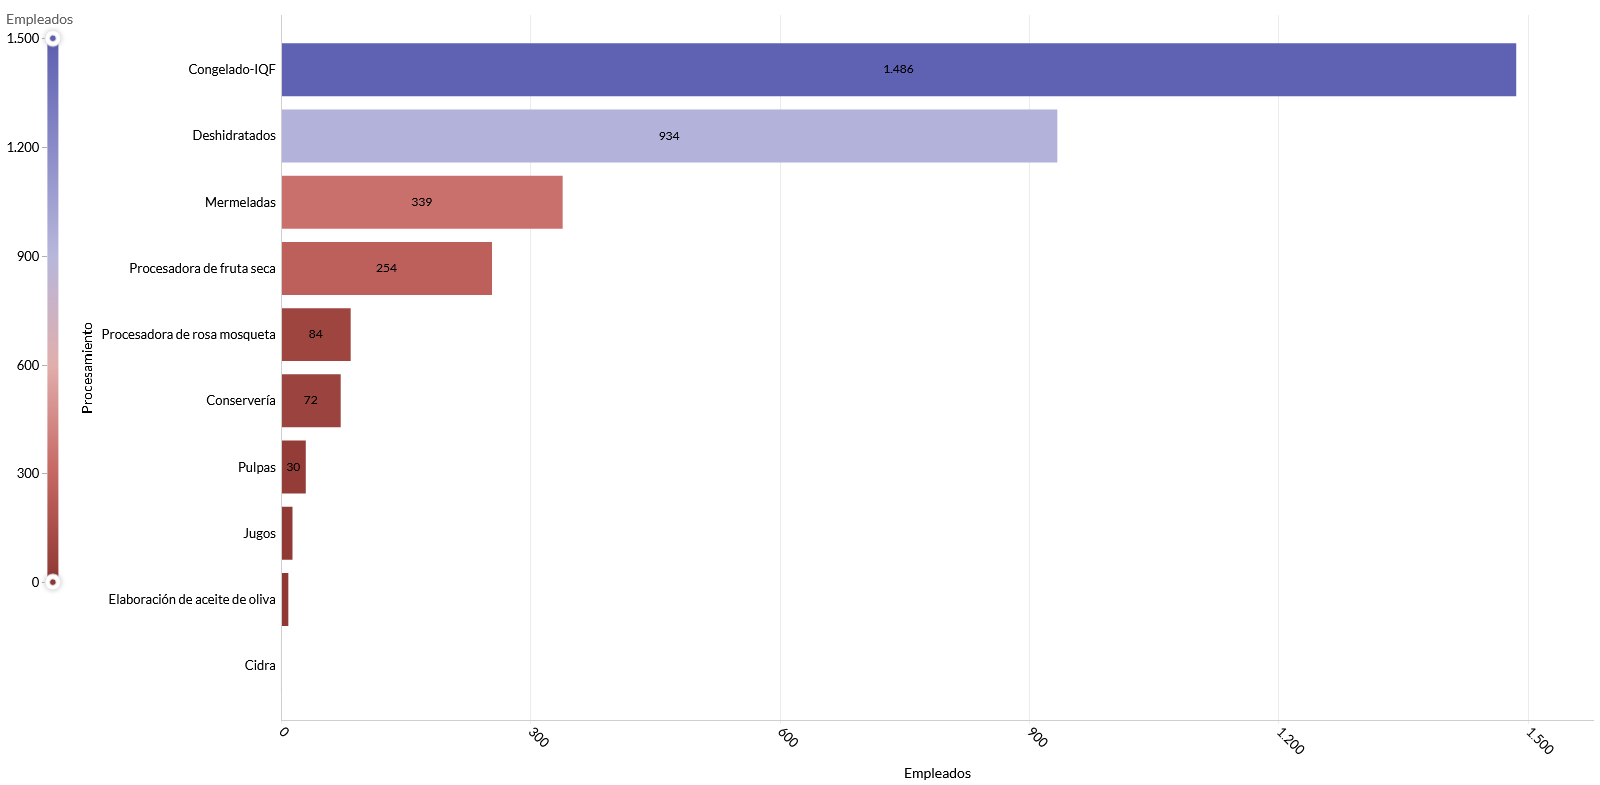 Empleados
1.500
1.200
900
600
300
0
Procesamiento
Congelado-IQF
1.486
Deshidratados
934
Mermeladas
339
Procesadora de fruta seca
254
Procesadora de rosa mosqueta
84
Conservería
72
Pulpas
30
Jugos
Elaboración de aceite de oliva
Cidra
0
300
600
900
1.200
1.500
Empleados